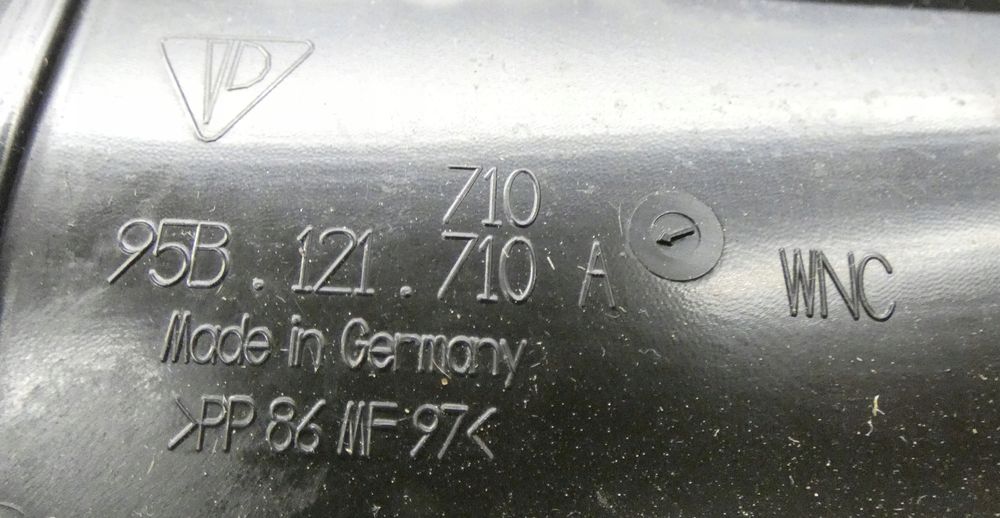 710
95B.121.710 A
WNC
Made in Germany
>PP 86 MF 97<